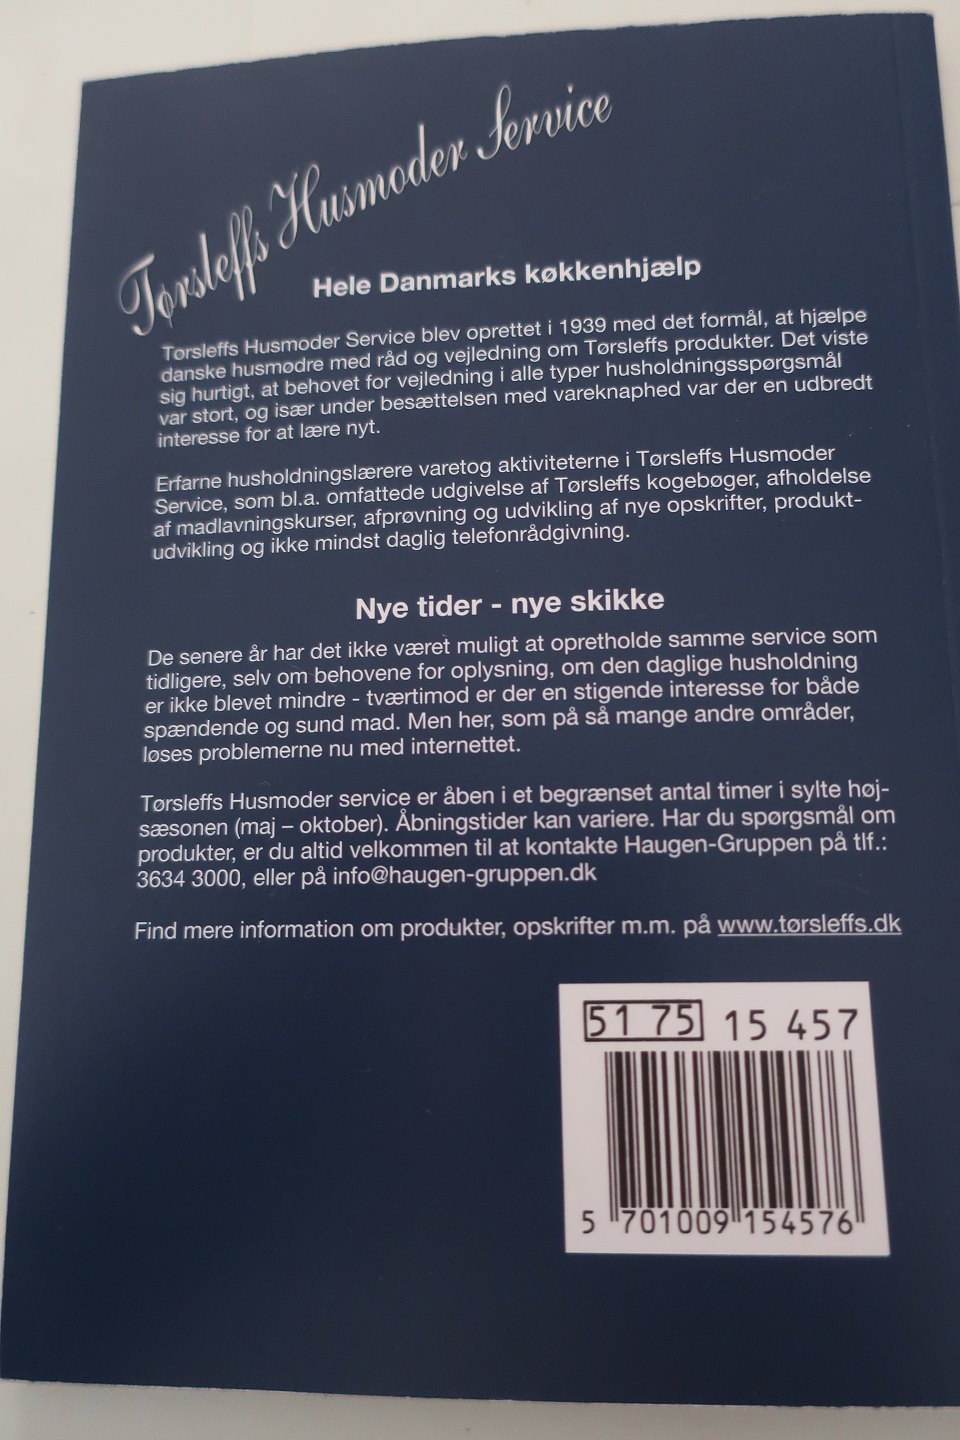 Tørsleffs Husmoder Service
Hele Danmarks køkkenhjælp
Tørsleffs Husmoder Service blev oprettet i 1939 med det formål, at hjælpe
danske husmødre med råd og vejledning om Tørsleffs produkter. Det viste
sig hurtigt, at behovet for vejledning i alle typer husholdningsspørgsmål
var stort, og især under besættelsen med vareknaphed var der en udbredt
interesse for at lære nyt.
Erfarne husholdningslærere varetog aktiviteterne i Tørsleffs Husmoder
Service, som bl.a. omfattede udgivelse af Tørsleffs kogebøger, afholdelse
af madlavningskurser, afprøvning og udvikling af nye opskrifter, produkt-
udvikling og ikke mindst daglig telefonrådgivning.
Nye tider - nye skikke
De senere år har det ikke været muligt at opretholde samme service som
tidligere, selv om behovene for oplysning, om den daglige husholdning
er ikke blevet mindre - tværtimod er der en stigende interesse for både
spændende og sund mad. Men her, som på så mange andre områder,
løses problemerne nu med internettet.
Tørsleffs Husmoder service er åben i et begrænset antal timer i sylte høj-
sæsonen (maj – oktober). Åbningstider kan variere. Har du spørgsmål om
produkter, er du altid velkommen til at kontakte Haugen-Gruppen på tlf.:
3634 3000, eller på info@haugen-gruppen.dk
Find mere information om produkter, opskrifter m.m. på www.tørsleffs.dk
51 75 15 457
5 701009 154576